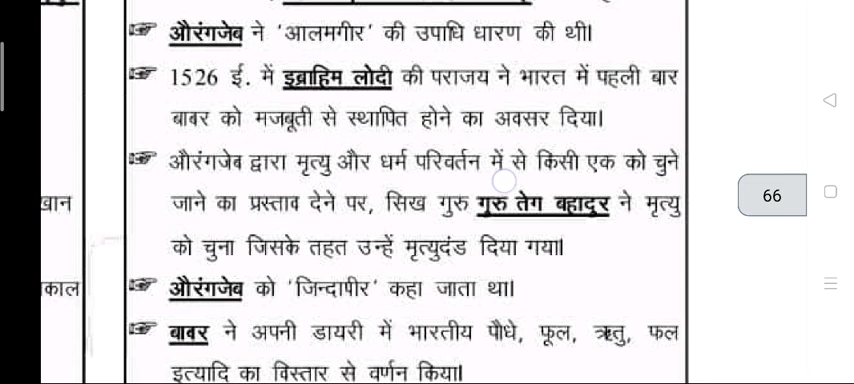 ☞ औरंगजेब ने 'आलमगीर' की उपाधि धारण की थी।
☞ 1526 ई. में इब्राहिम लोदी की पराजय ने भारत में पहली बार
बाबर को मजबूती से स्थापित होने का अवसर दिया।
☞ औरंगजेब द्वारा मृत्यु और धर्म परिवर्तन में से किसी एक को चुने
जाने का प्रस्ताव देने पर, सिख गुरु गुरु तेग बहादुर ने मृत्यु
को चुना जिसके तहत उन्हें मृत्युदंड दिया गया।
☞ औरंगजेब को 'जिन्दापीर' कहा जाता था।
☞ बाबर ने अपनी डायरी में भारतीय पौधे, फूल, ऋतु, फल
इत्यादि का विस्तार से वर्णन किया।
खान
काल
66